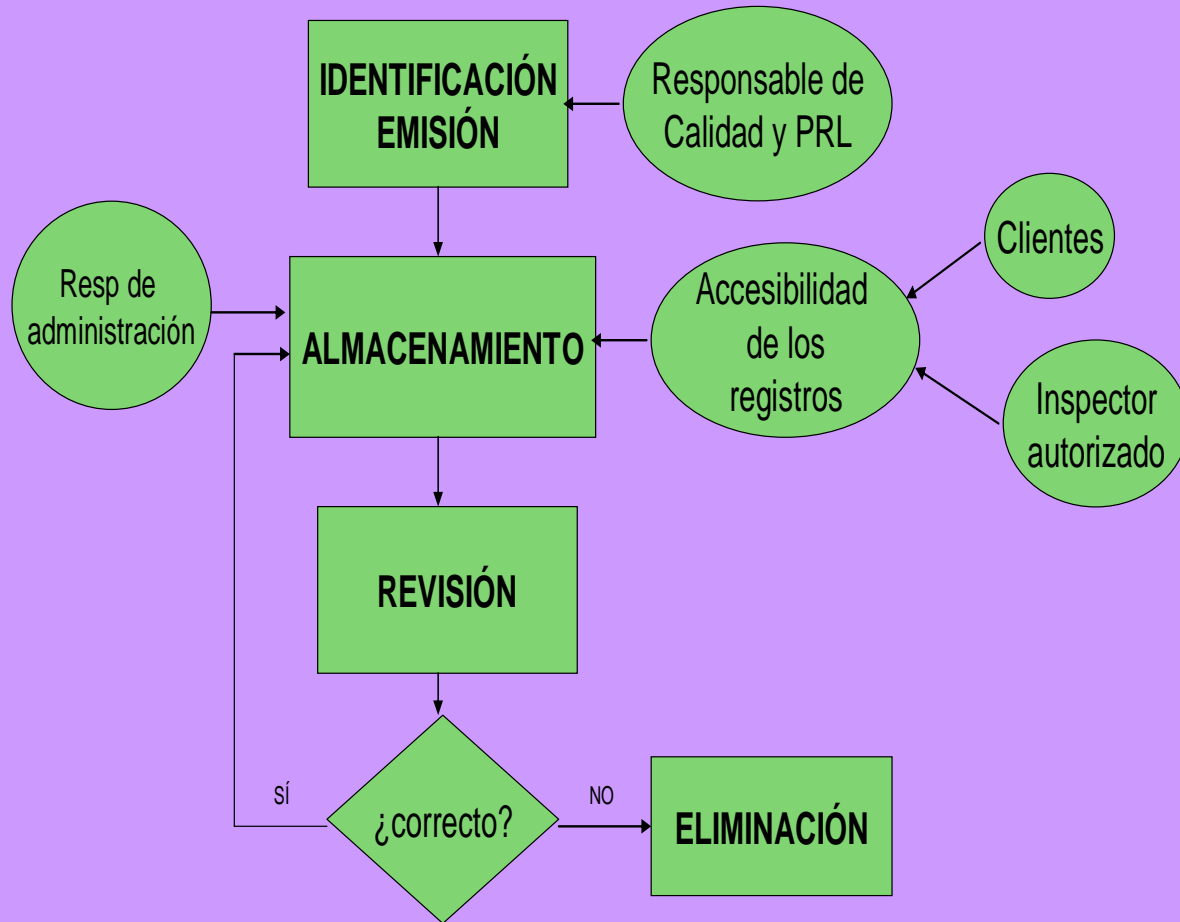 IDENTIFICACIÓN
EMISIÓN
Responsable de
Calidad y PRL
Clientes
Resp de
administración
ALMACENAMIENTO
Accesibilidad
de los
registros
Inspector
autorizado
REVISIÓN
SÍ
¿correcto?
NO
ELIMINACIÓN